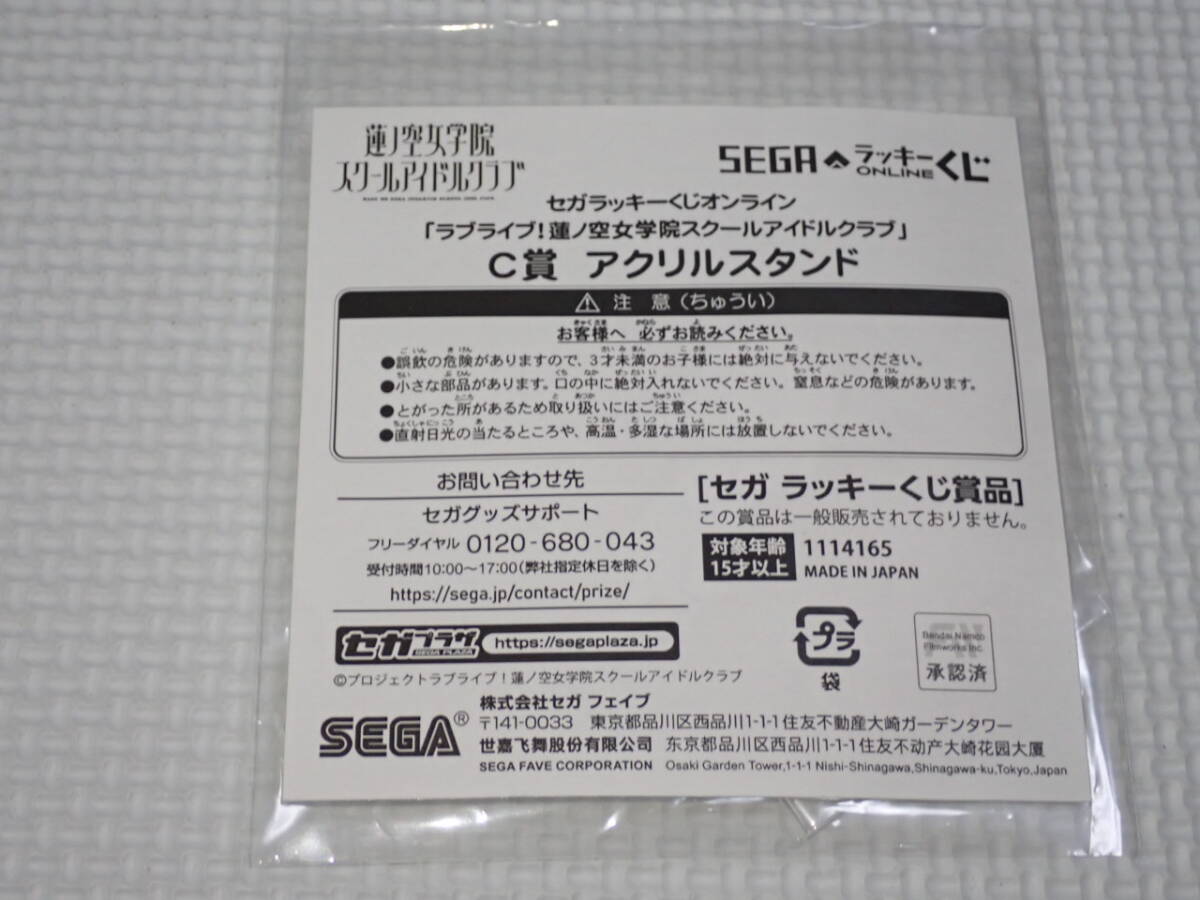 蓮ノ空女学院
スクールアイドルクラブ
SEGA ラッキーくじ ONLINE
セガラッキーくじオンライン
「ラブライブ!蓮ノ空女学院スクールアイドルクラブ」
C賞 アクリルスタンド
注 意(ちゅうい)
お客様へ 必ずお読みください。
●誤飲の危険がありますので、3才未満のお子様には絶対に与えないでください。
●小さな部品があります。口の中に絶対入れないでください。窒息などの危険があります。
●とがった所があるため取り扱いにはご注意ください。
●直射日光の当たるところや、高温・多湿な場所には放置しないでください。
お問い合わせ先
セガグッズサポート
フリーダイヤル 0120-680-043
受付時間10:00~17:00(弊社指定休日を除く)
https://sega.jp/contact/prize/
[セガ ラッキーくじ賞品]
この賞品は一般販売されておりません。
対象年齢 15才以上
1114165
MADE IN JAPAN
セガプラザ SEGA PLAZA https://segaplaza.jp
プラ
袋
Bandai Namco
Filmworks Inc.
承認済
©プロジェクトラブライブ!蓮ノ空女学院スクールアイドルクラブ
SEGA®
株式会社セガ フェイブ
〒141-0033 東京都品川区西品川1-1-1住友不動産大崎ガーデンタワー
世嘉飞舞股份有限公司 东京都品川区西品川1-1-1住友不动产大崎花园大厦
SEGA FAVE CORPORATION Osaki Garden Tower,1-1-1 Nishi-Shinagawa,Shinagawa-ku,Tokyo,Japan